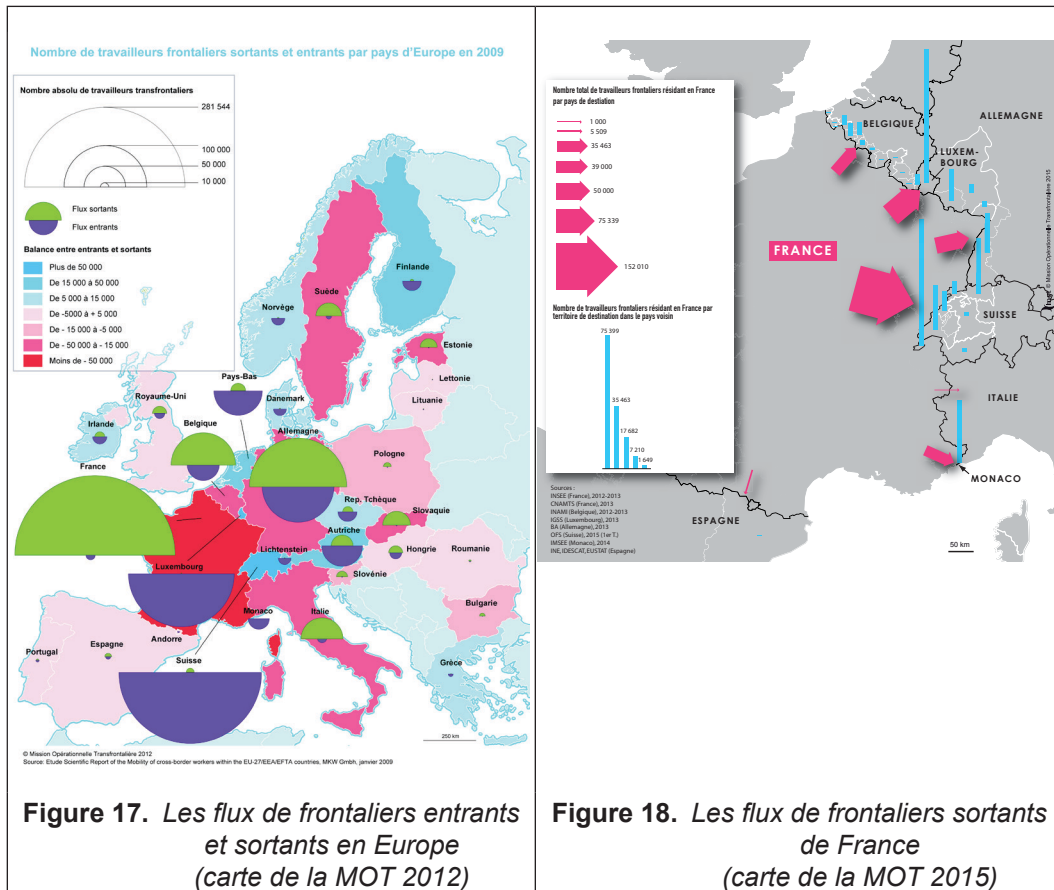 Nombre de travailleurs frontaliers sortants et entrants par pays d'Europe en 2009
Nombre absolu de travailleurs transfrontaliers
281 544
100 000
50 000
10 000
Flux sortants
Flux entrants
Balance entre entrants et sortants
Plus de 50 000
De 15 000 à 50 000
De 5 000 à 15 000
De -5000 à + 5 000
De - 15 000 à -5 000
De - 50 000 à - 15 000
Moins de - 50 000
Finlande
Suède
Norvège
Estonie
Lettonie
Lituanie
Pays-Bas
Danemark
Royaume-Uni
Irlande
Belgique
Allemagne
Pologne
France
Rep. Tchèque
Slovaquie
Autriche
Lichtenstein
Hongrie
Roumanie
Luxembourg
Slovénie
Monaco
Italie
Bulgarie
Andorre
Espagne
Portugal
Suisse
Grèce
250 km
© Mission Opérationnelle Transfrontalière 2012
Source: Etude Scientific Report of the Mobility of cross-border workers within the EU-27/EEA/EFTA countries, MKW Gmbh, janvier 2009
Figure 17. Les flux de frontaliers entrants
et sortants en Europe
(carte de la MOT 2012)
Nombre total de travailleurs frontaliers résidant en France
par pays de destiation
1 000
5 509
35 463
39 000
50 000
75 339
152 010
Nombre de travailleurs frontaliers résidant en France par
territoire de destination dans le pays voisin
75 399
35 463
17 682
7 210
1 649
BELGIQUE
ALLEMAGNE
LUXEM-
BOURG
FRANCE
SUISSE
ITALIE
MONACO
ESPAGNE
50 km
© Mission Opérationnelle Transfrontalière 2015
Sources :
INSEE (France), 2012-2013
CNAMTS (France), 2013
INAMI (Belgique), 2012-2013
IGSS (Luxembourg), 2013
BA (Allemagne), 2013
OFS (Suisse), 2015 (1er T.)
IMSEE (Monaco), 2014
INE, IDESCAT, EUSTAT (Espagne)
Figure 18. Les flux de frontaliers sortants
de France
(carte de la MOT 2015)